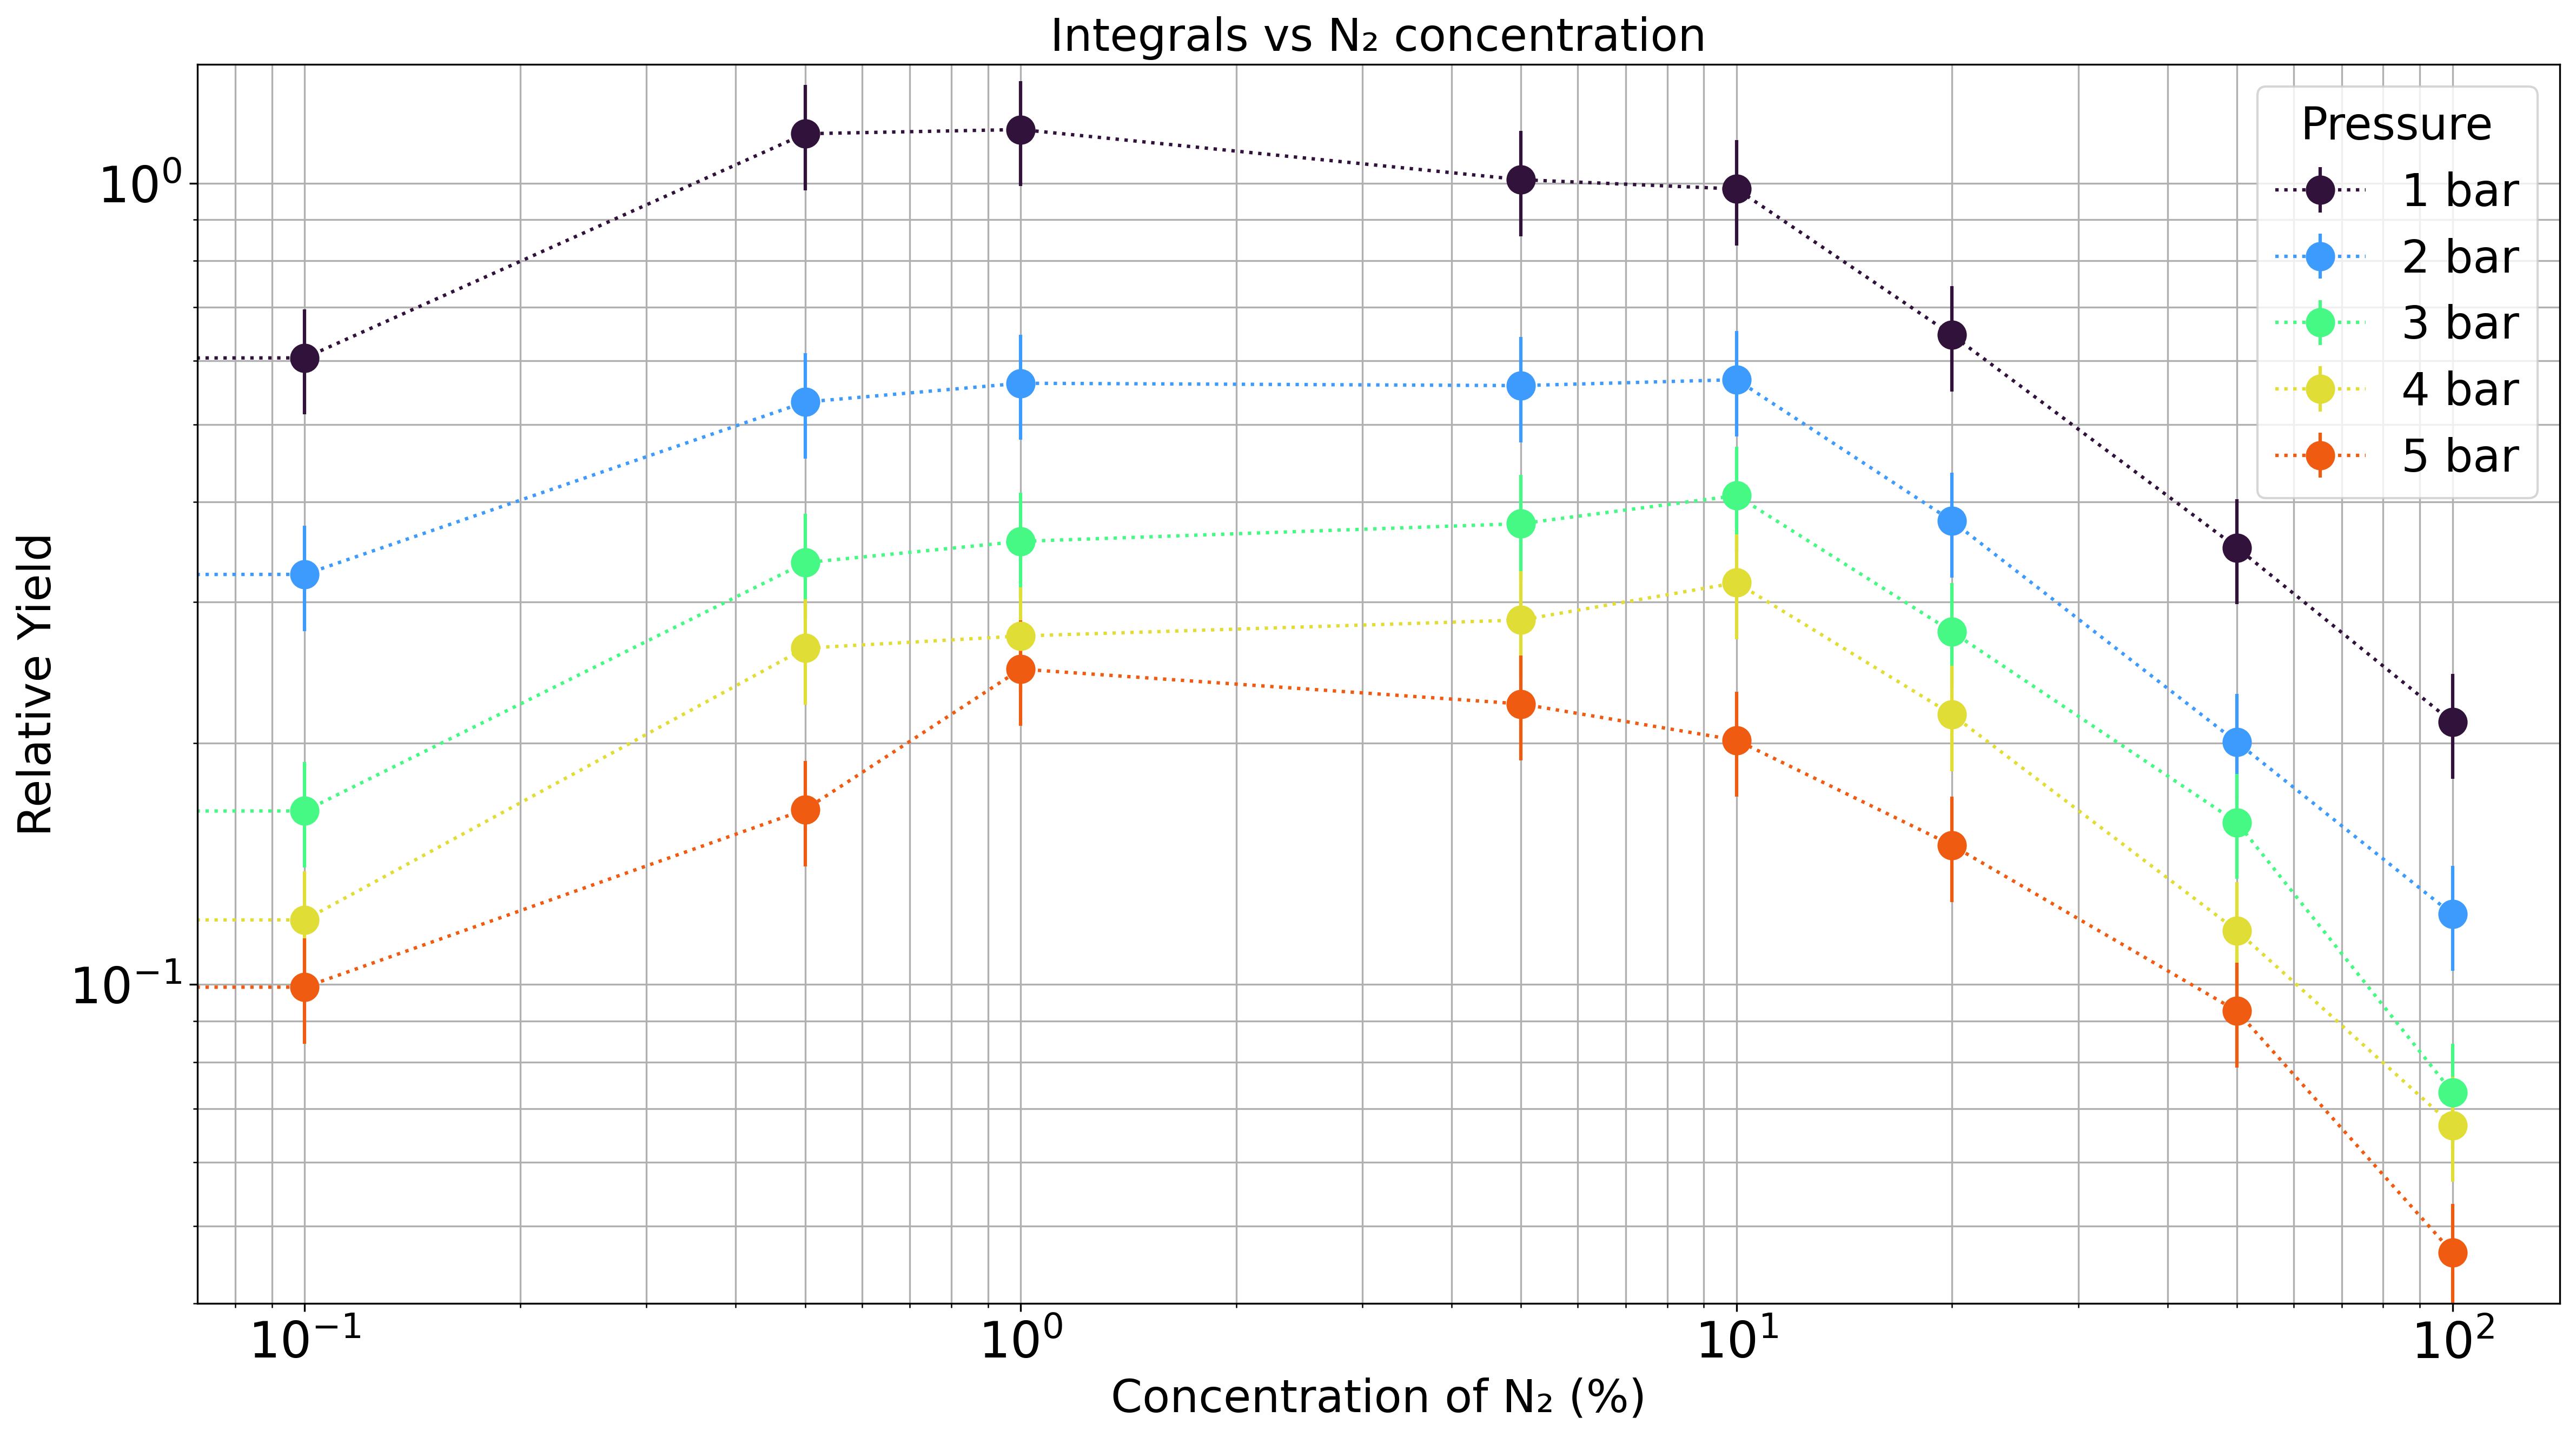 Integrals vs N₂ concentration
Pressure
1 bar
2 bar
3 bar
4 bar
5 bar
Relative Yield
10⁰
10⁻¹
10⁻¹ 10⁰ 10¹ 10²
Concentration of N₂ (%)